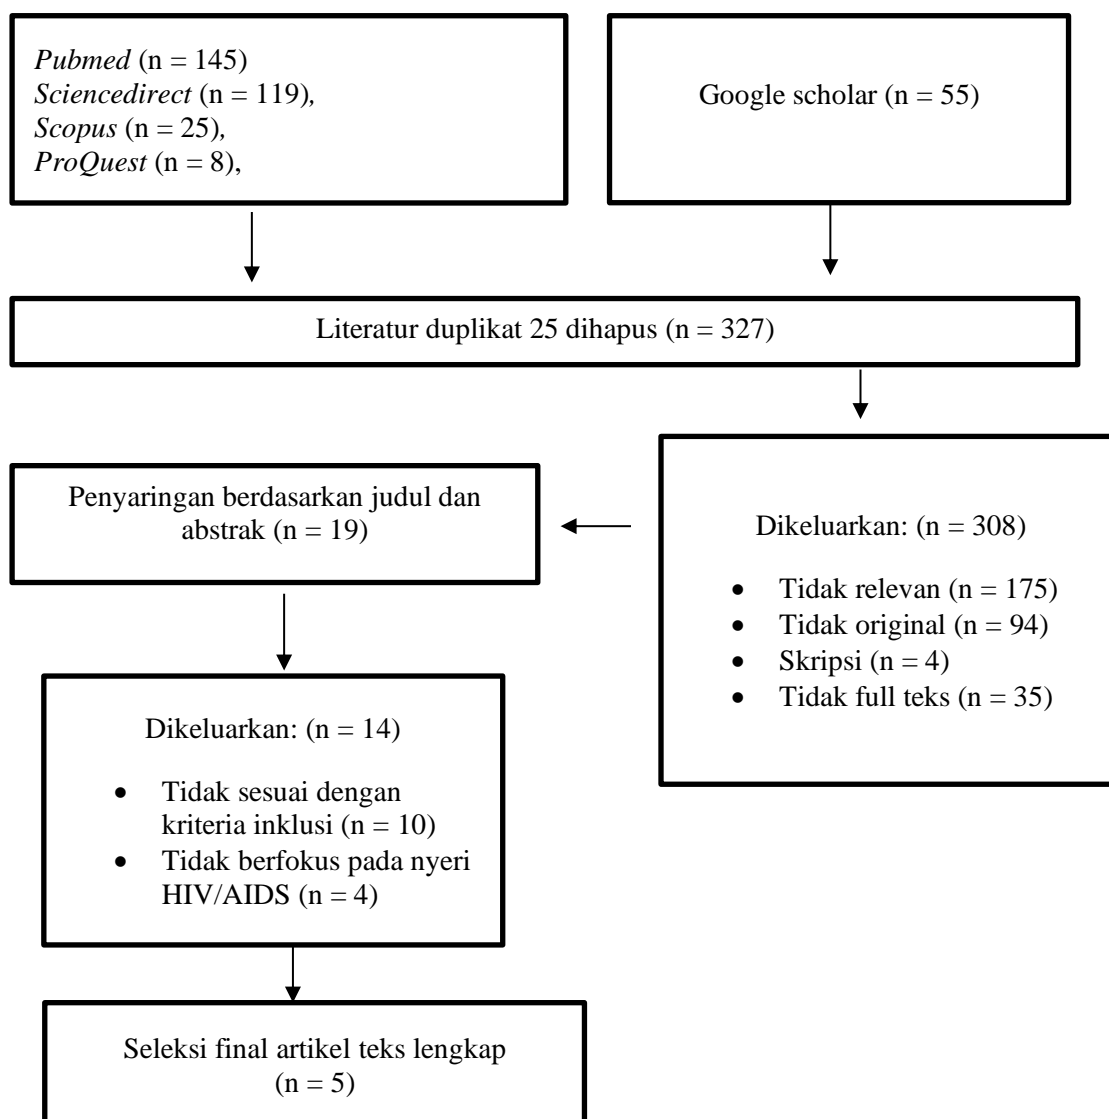 Pubmed (n = 145)
Sciencedirect (n = 119),
Scopus (n = 25),
ProQuest (n = 8),
Google scholar (n = 55)
Literatur duplikat 25 dihapus (n = 327)
Dikeluarkan: (n = 308)
• Tidak relevan (n = 175)
• Tidak original (n = 94)
• Skripsi (n = 4)
• Tidak full teks (n = 35)
Penyaringan berdasarkan judul dan
abstrak (n = 19)
Dikeluarkan: (n = 14)
• Tidak sesuai dengan
kriteria inklusi (n = 10)
• Tidak berfokus pada nyeri
HIV/AIDS (n = 4)
Seleksi final artikel teks lengkap
(n = 5)